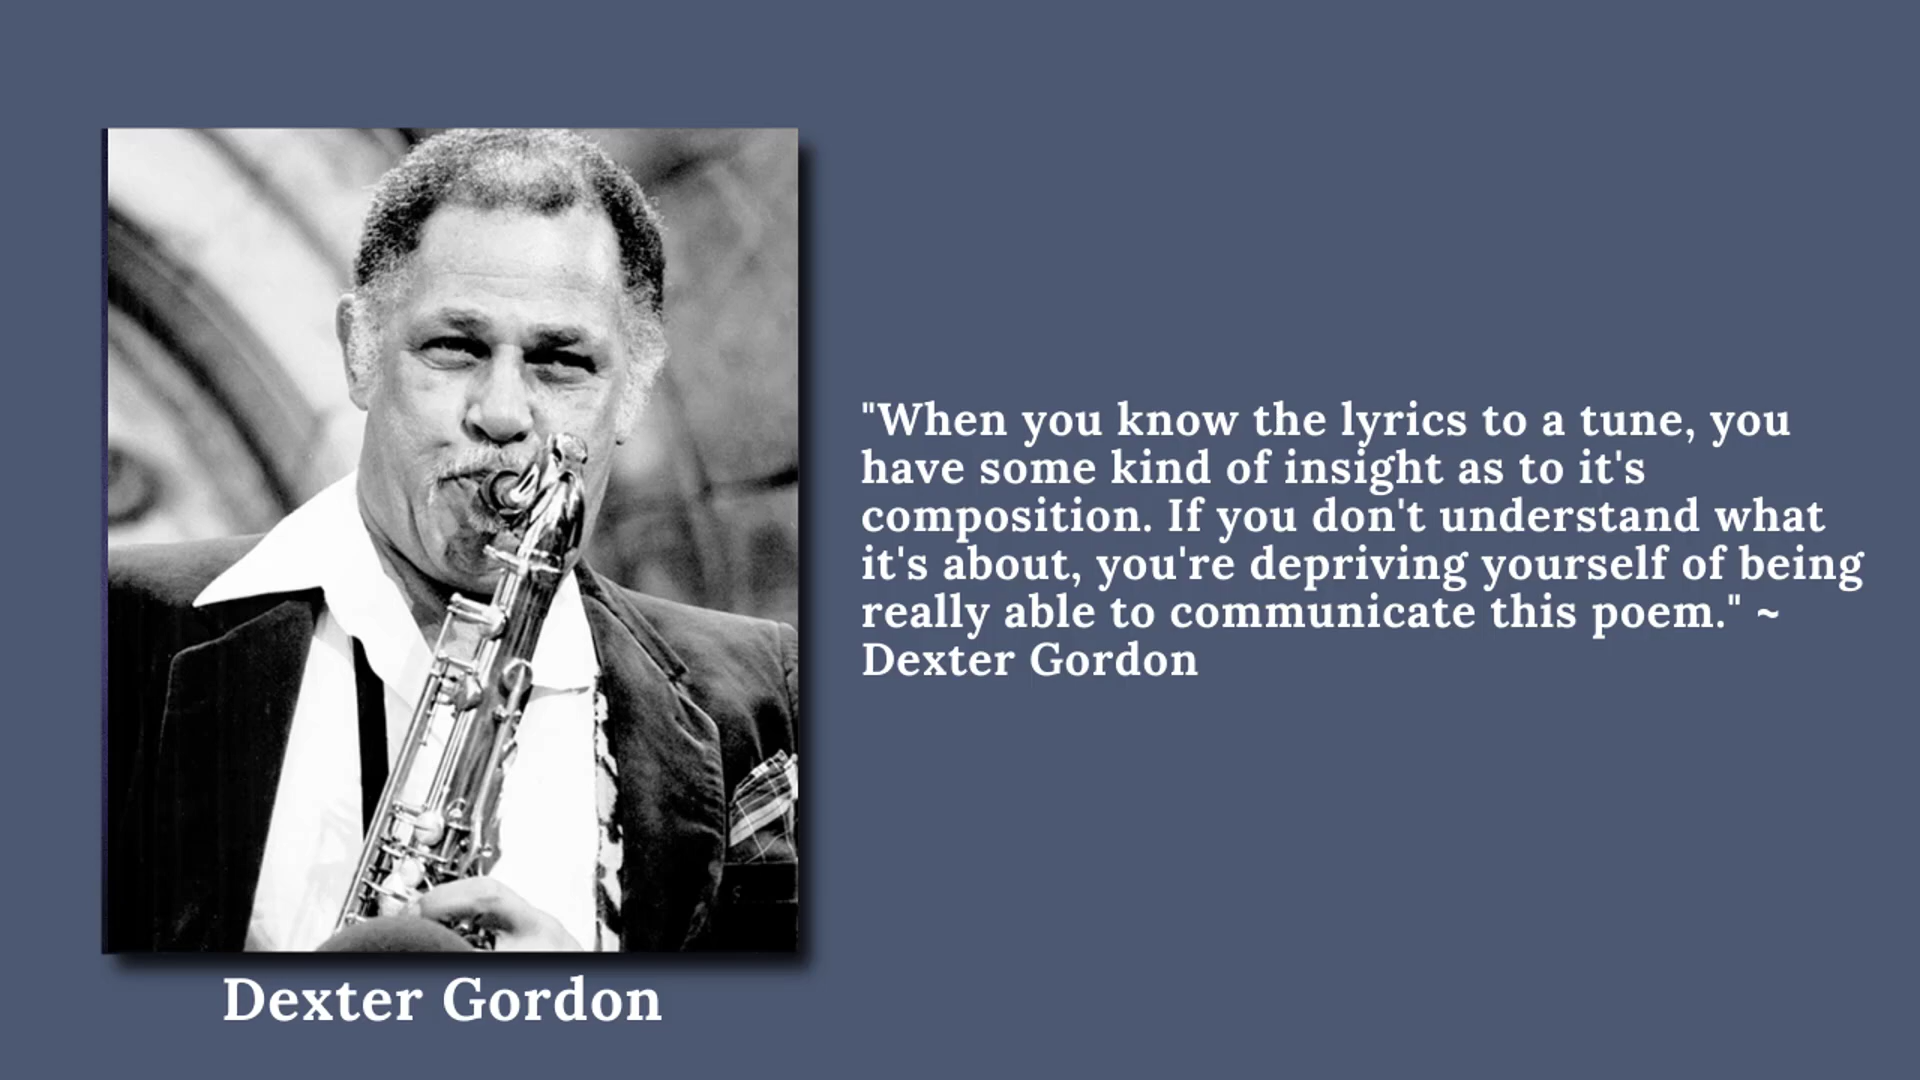 "When you know the lyrics to a tune, you
have some kind of insight as to it's
composition. If you don't understand what
it's about, you're depriving yourself of being
really able to communicate this poem." ~
Dexter Gordon
Dexter Gordon